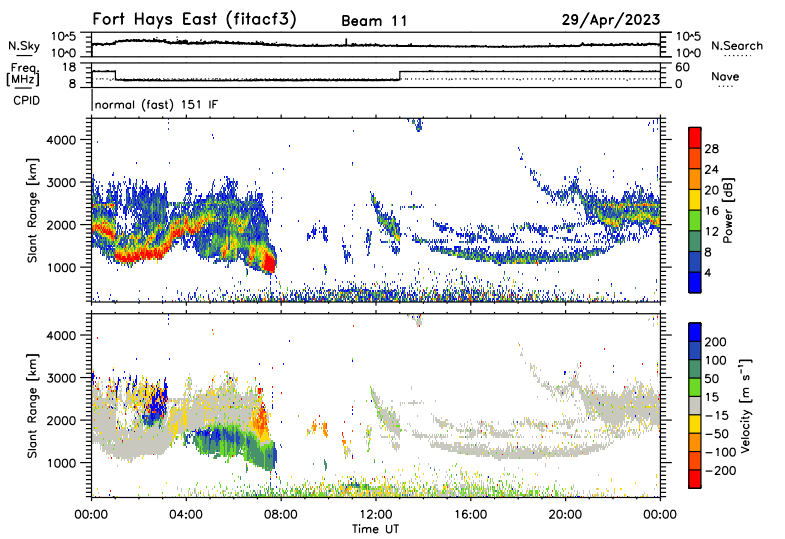 Fort Hays East (fitacf3) Beam 11 29/Apr/2023
N.Sky 10^5 10^0 10^5 10^0 N.Search
Freq. [MHz] 18 8 60 0 Nave
CPID normal (fast) 151 IF
Slant Range [km] 4000 3000 2000 1000
28 24 20 16 12 8 4 Power [dB]
Slant Range [km] 4000 3000 2000 1000
200 100 50 15 −15 −50 −100 −200 Velocity [m s⁻¹]
00:00 04:00 08:00 12:00 16:00 20:00 00:00
Time UT